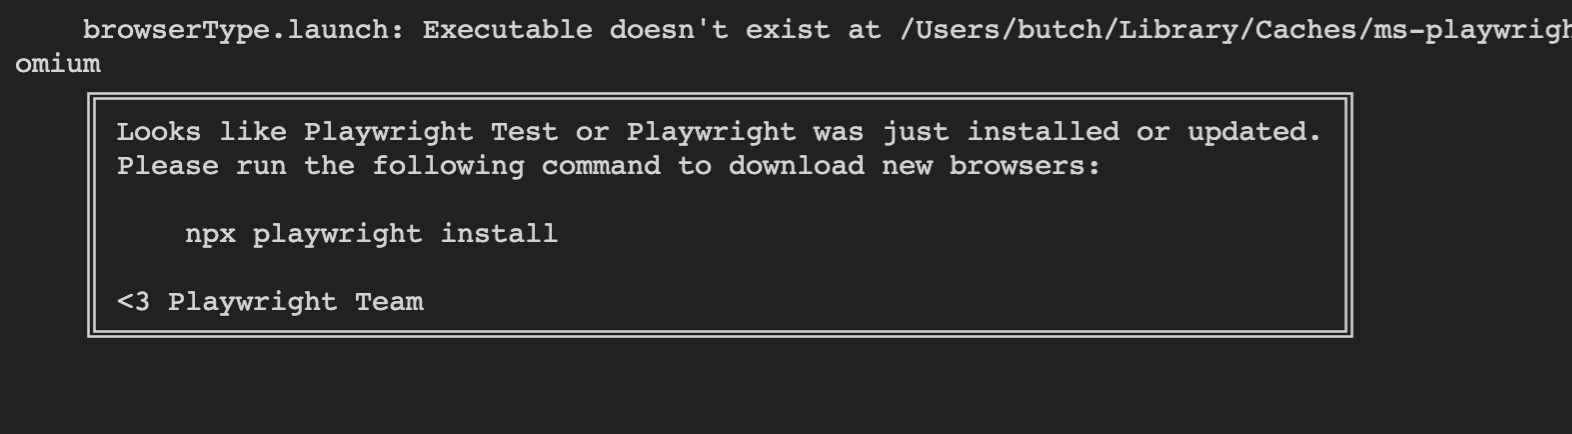 browserType.launch: Executable doesn't exist at /Users/butch/Library/Caches/ms-playwrigh
omium
Looks like Playwright Test or Playwright was just installed or updated.
Please run the following command to download new browsers:
npx playwright install
<3 Playwright Team